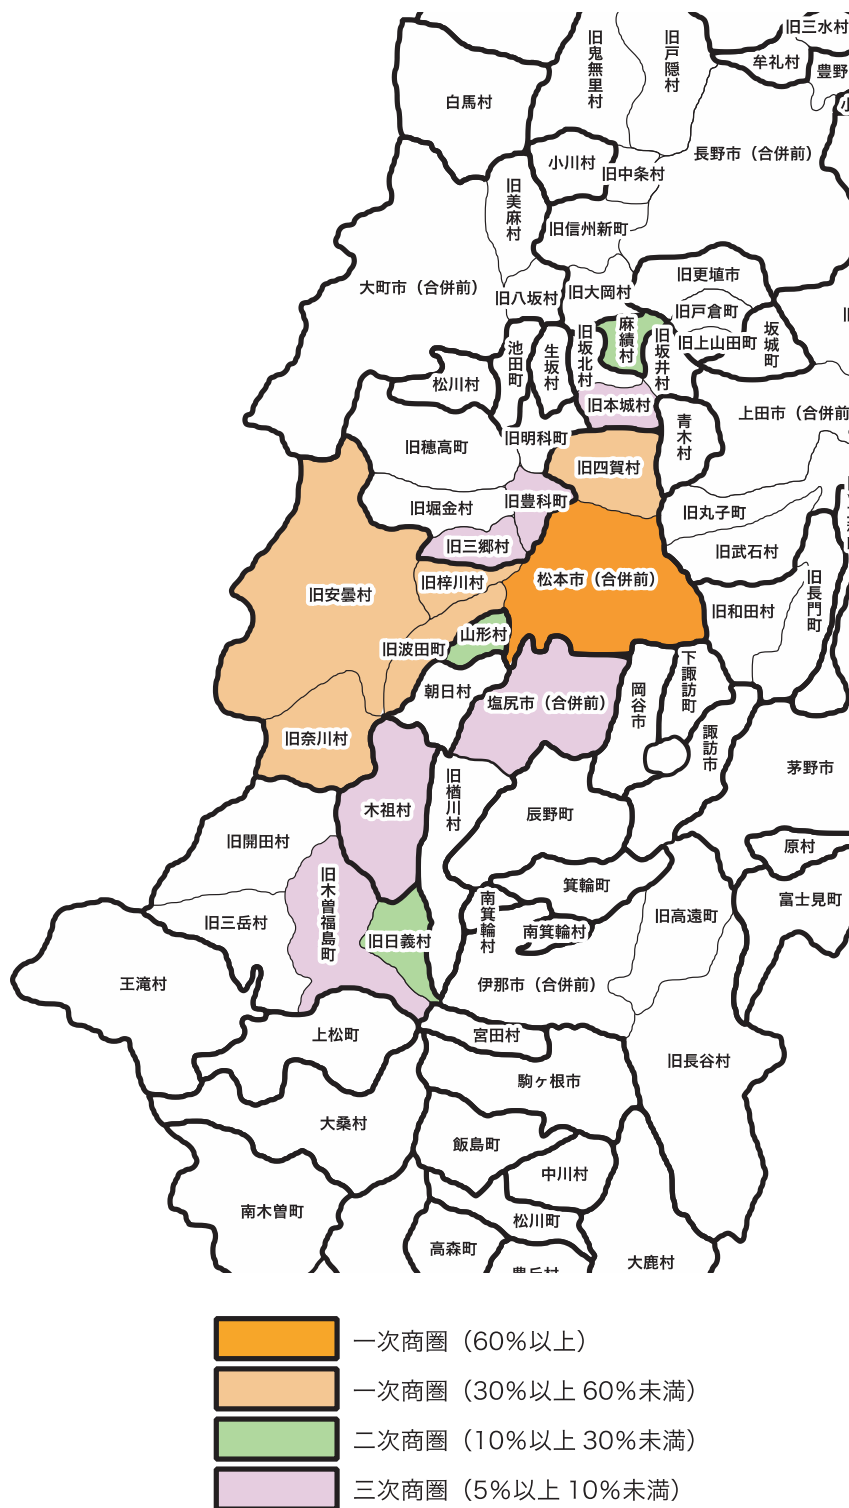 旧三水村
牟礼村
豊野
旧鬼無里村
旧戸隠村
白馬村
小川村
旧中条村
長野市（合併前）
旧美麻村
旧信州新町
大町市（合併前）
旧八坂村
旧大岡村
旧更埴市
旧戸倉町
旧上山田町
坂城町
麻績村
旧坂北村
旧坂井村
池田町
生坂村
松川村
旧本城村
青木村
上田市（合併前
旧穂高町
旧明科町
旧四賀村
旧堀金村
旧豊科町
旧丸子町
旧三郷村
旧武石村
旧安曇村
旧梓川村
松本市（合併前）
旧和田村
旧長門町
旧波田町
山形村
朝日村
塩尻市（合併前）
岡谷市
下諏訪町
諏訪市
茅野市
旧奈川村
木祖村
旧楢川村
辰野町
原村
旧開田村
旧木曽福島町
箕輪町
富士見町
旧三岳村
旧日義村
南箕輪村
南箕輪村
旧高遠町
王滝村
伊那市（合併前）
上松町
宮田村
旧長谷村
駒ヶ根市
大桑村
飯島町
中川村
南木曽町
松川町
高森町
豊丘村
大鹿村
一次商圏（60%以上）
一次商圏（30%以上 60%未満）
二次商圏（10%以上 30%未満）
三次商圏（5%以上 10%未満）